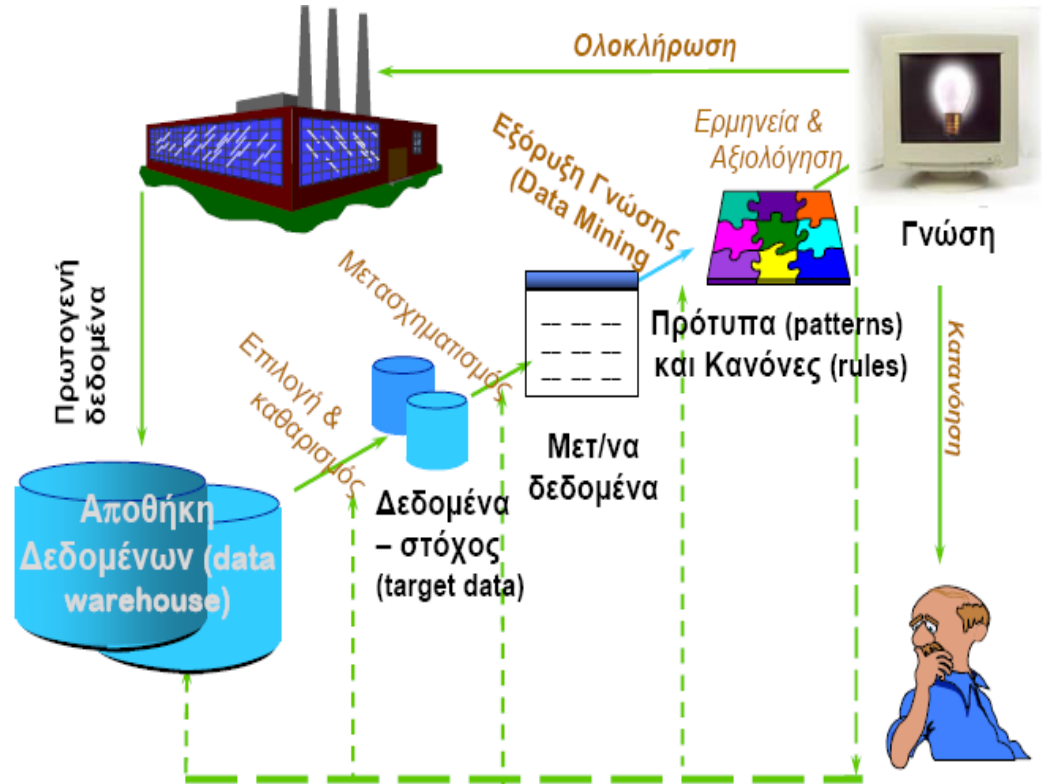 Ολοκλήρωση
Ερμηνεία &
Αξιολόγηση
Εξόρυξη Γνώσης
(Data Mining
Γνώση
Μετασχηματισμός
Πρωτογενή
δεδομένα
Επιλογή &
καθαρισμός
Πρότυπα (patterns)
και Κανόνες (rules)
Κατανόηση
Μετ/να
δεδομένα
Αποθήκη
Δεδομένων (data
warehouse)
Δεδομένα
– στόχος
(target data)